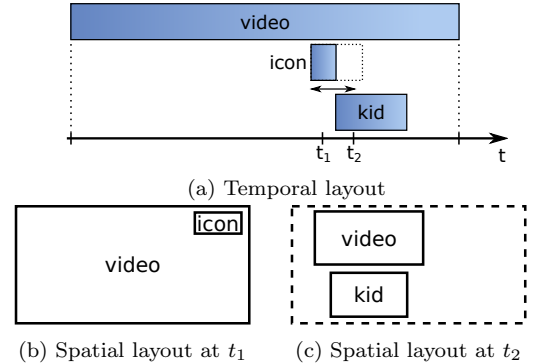 video
icon
kid
t₁ t₂ t
(a) Temporal layout
icon
video
video
kid
(b) Spatial layout at t₁
(c) Spatial layout at t₂